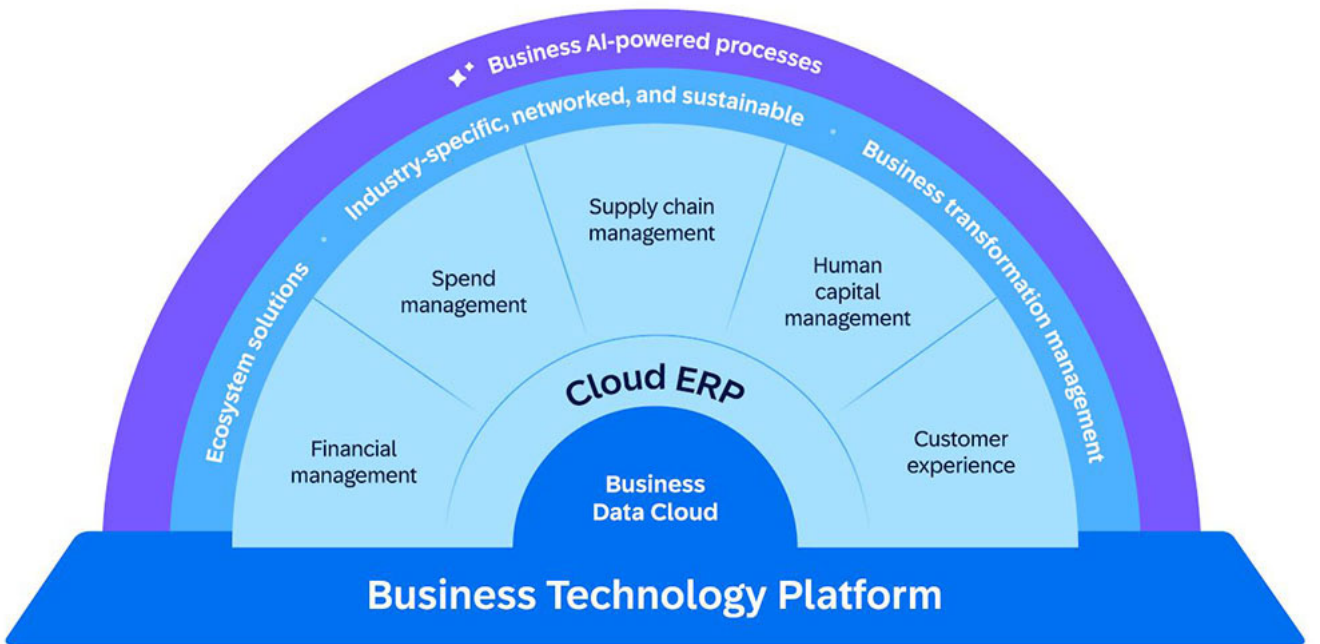 Business AI-powered processes
Ecosystem solutions · Industry-specific, networked, and sustainable · Business transformation management
Supply chain
management
Spend
management
Human
capital
management
Cloud ERP
Financial
management
Customer
experience
Business
Data Cloud
Business Technology Platform